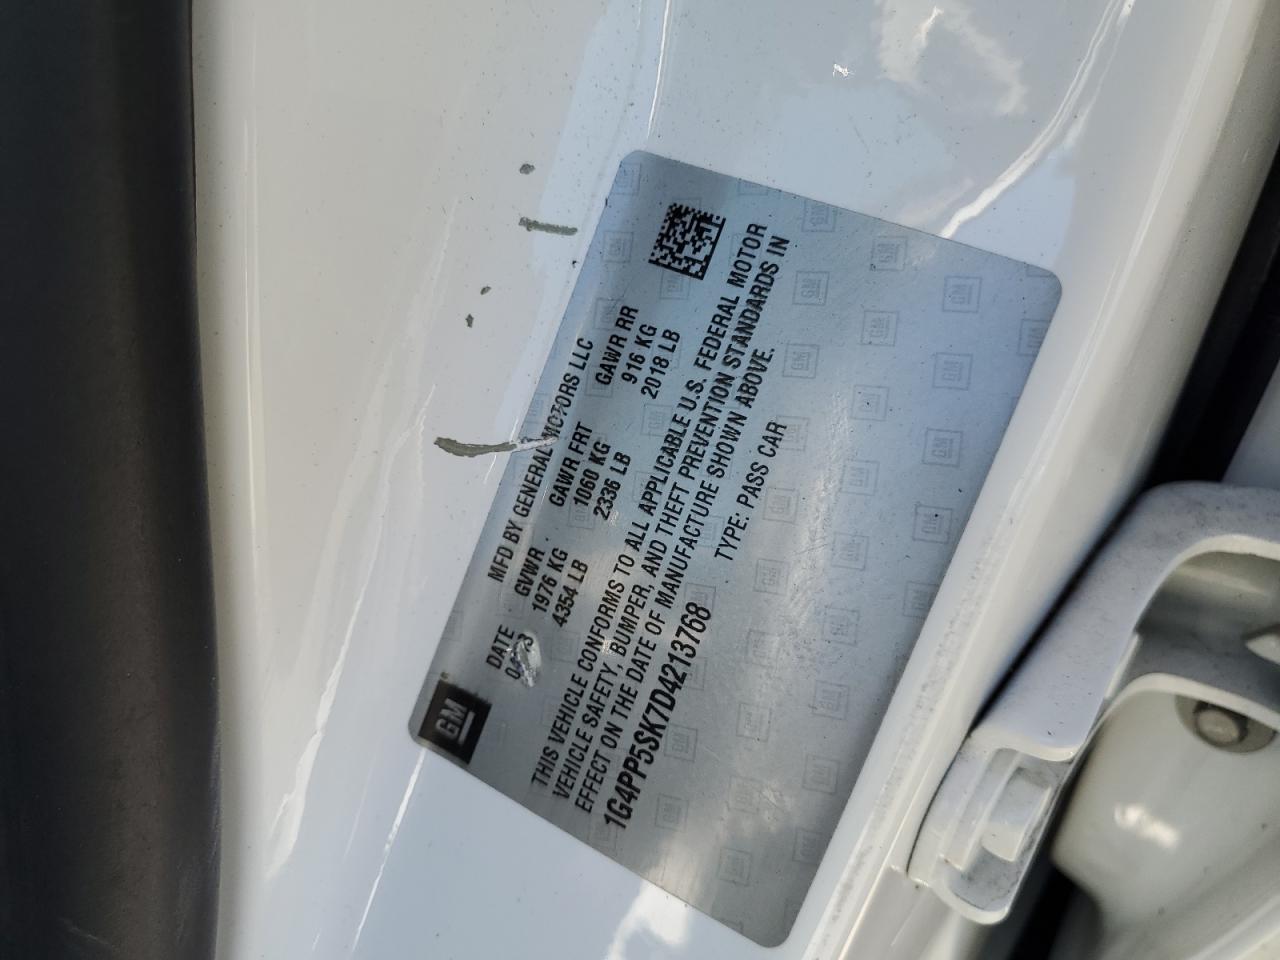 GM
MFD BY GENERAL MOTORS LLC
DATE GVWR GAWR FRT GAWR RR
1976 KG 1060 KG 916 KG
4354 LB 2336 LB 2018 LB
THIS VEHICLE CONFORMS TO ALL APPLICABLE U.S. FEDERAL MOTOR
VEHICLE SAFETY, BUMPER, AND THEFT PREVENTION STANDARDS IN
EFFECT ON THE DATE OF MANUFACTURE SHOWN ABOVE.
1G4PP5SK7D4213768 TYPE: PASS CAR